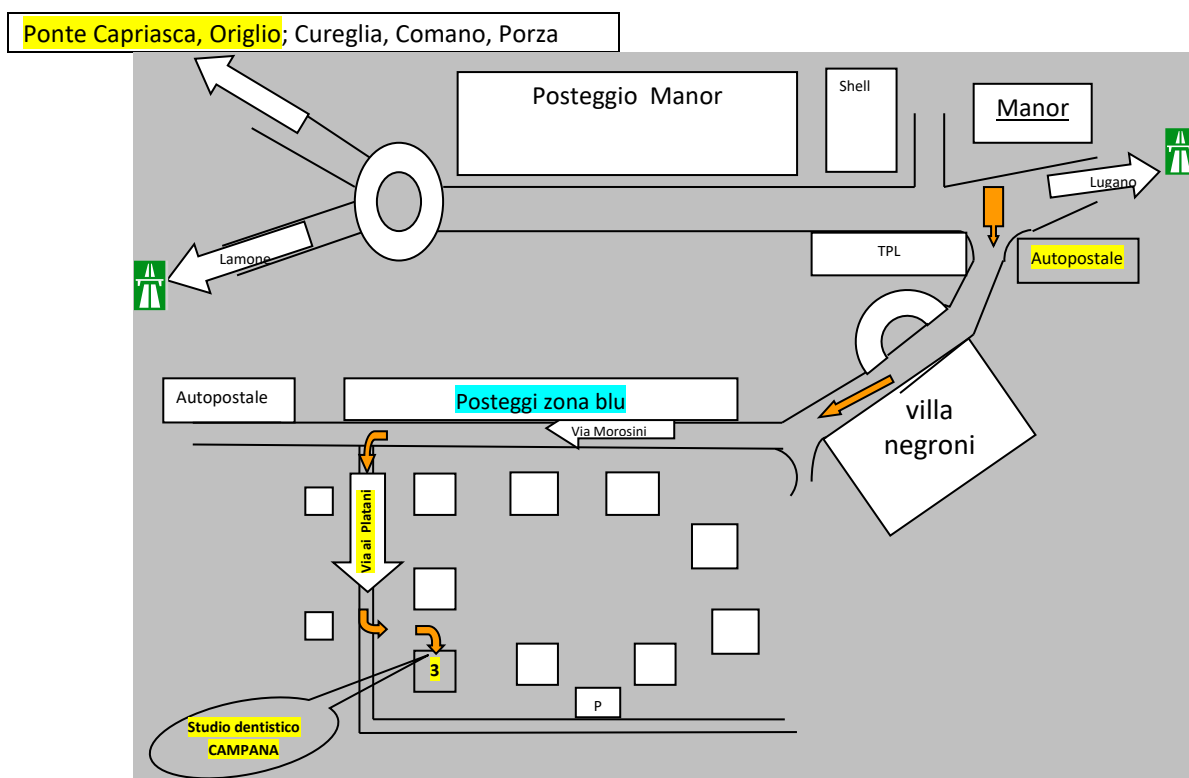 Ponte Capriasca, Origlio; Cureglia, Comano, Porza
Posteggio Manor
Shell
Manor
Lugano
Lamone
TPL
Autopostale
Autopostale
Posteggi zona blu
Via Morosini
villa
negroni
Via ai Platani
3
P
Studio dentistico
CAMPANA